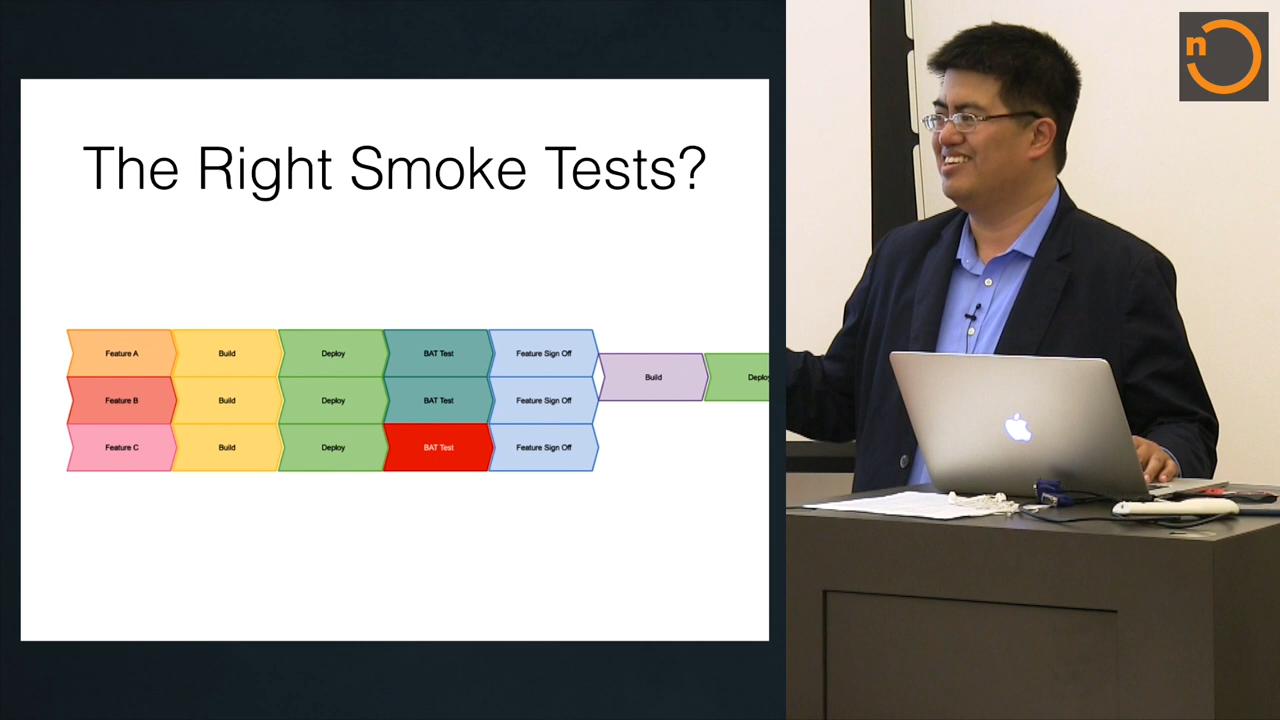 The Right Smoke Tests?
Feature A Build Deploy BAT Test Feature Sign Off
Build Deploy
Feature B Build Deploy BAT Test Feature Sign Off
Feature C Build Deploy BAT Test Feature Sign Off
n